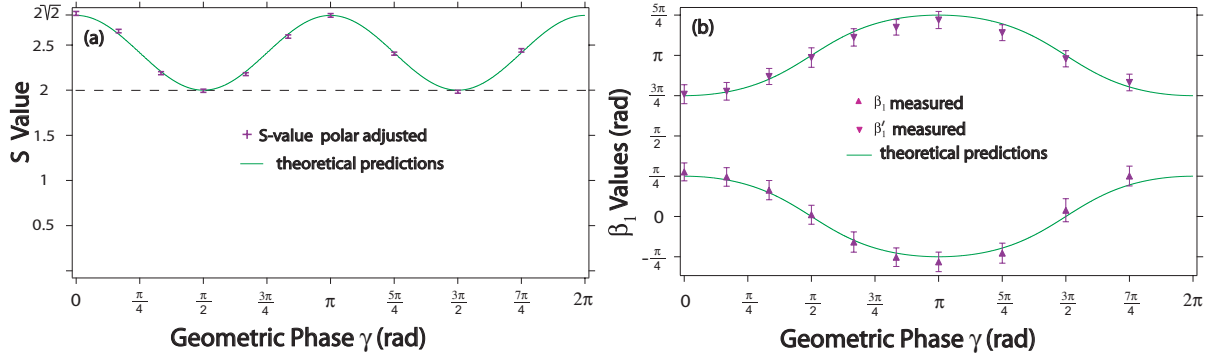 (a)
S Value
2√2
2.5
2
1.5
1
0.5
S-value polar adjusted
theoretical predictions
0 π/4 π/2 3π/4 π 5π/4 3π/2 7π/4 2π
Geometric Phase γ (rad)
(b)
β₁ Values (rad)
5π/4
π
3π/4
π/2
π/4
0
-π/4
β₁ measured
β₁′ measured
theoretical predictions
0 π/4 π/2 3π/4 π 5π/4 3π/2 7π/4 2π
Geometric Phase γ (rad)